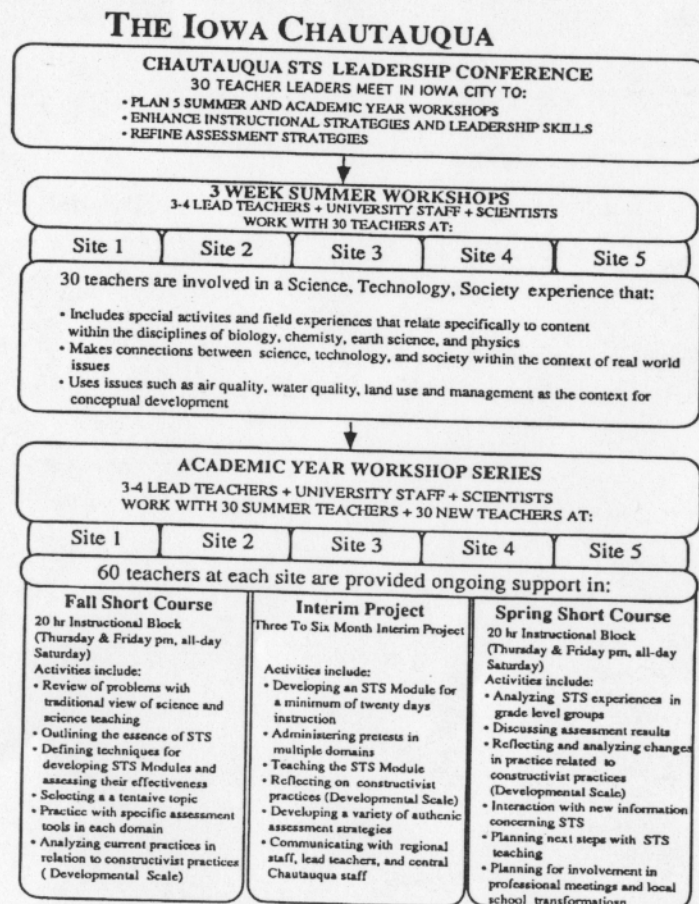 THE IOWA CHAUTAUQUA
CHAUTAUQUA STS LEADERSHP CONFERENCE
30 TEACHER LEADERS MEET IN IOWA CITY TO:
• PLAN 5 SUMMER AND ACADEMIC YEAR WORKSHOPS
• ENHANCE INSTRUCTIONAL STRATEGIES AND LEADERSHIP SKILLS
• REFINE ASSESSMENT STRATEGIES
3 WEEK SUMMER WORKSHOPS
3-4 LEAD TEACHERS + UNIVERSITY STAFF + SCIENTISTS
WORK WITH 30 TEACHERS AT:
Site 1
Site 2
Site 3
Site 4
Site 5
30 teachers are involved in a Science, Technology, Society experience that:
• Includes special activites and field experiences that relate specifically to content
within the disciplines of biology, chemisty, earth science, and physics
• Makes connections between science, technology, and society within the context of real world
issues
• Uses issues such as air quality, water quality, land use and management as the context for
conceptual development
ACADEMIC YEAR WORKSHOP SERIES
3-4 LEAD TEACHERS + UNIVERSITY STAFF + SCIENTISTS
WORK WITH 30 SUMMER TEACHERS + 30 NEW TEACHERS AT:
Site 1
Site 2
Site 3
Site 4
Site 5
60 teachers at each site are provided ongoing support in:
Fall Short Course
20 hr Instructional Block
(Thursday & Friday pm, all-day
Saturday)
Activities include:
• Review of problems with
traditional view of science and
science teaching
• Outlining the essence of STS
• Defining techniques for
developing STS Modules and
assessing their effectiveness
• Selecting a a tentaive topic
• Practice with specific assessment
tools in each domain
• Analyzing current practices in
relation to constructivist practices
( Developmental Scale)
Interim Project
Three To Six Month Interim Project
Activities include:
• Developing an STS Module for
a minimum of twenty days
instruction
• Administering pretests in
multiple domains
• Teaching the STS Module
• Reflecting on constructivist
practices (Developmental Scale)
• Developing a variety of authenic
assessment strategies
• Communicating with regional
staff, lead teachers, and central
Chautauqua staff
Spring Short Course
20 hr Instructional Block
(Thursday & Friday pm, all-day
Saturday)
Activities include:
• Analyzing STS experiences in
grade level groups
• Discussing assessment results
• Reflecting and analyzing changes
in practice related to
constructivist practices
(Developmental Scale)
• Interaction with new information
concerning STS
• Planning next steps with STS
teaching
• Planning for involvement in
professional meetings and local
school transformation